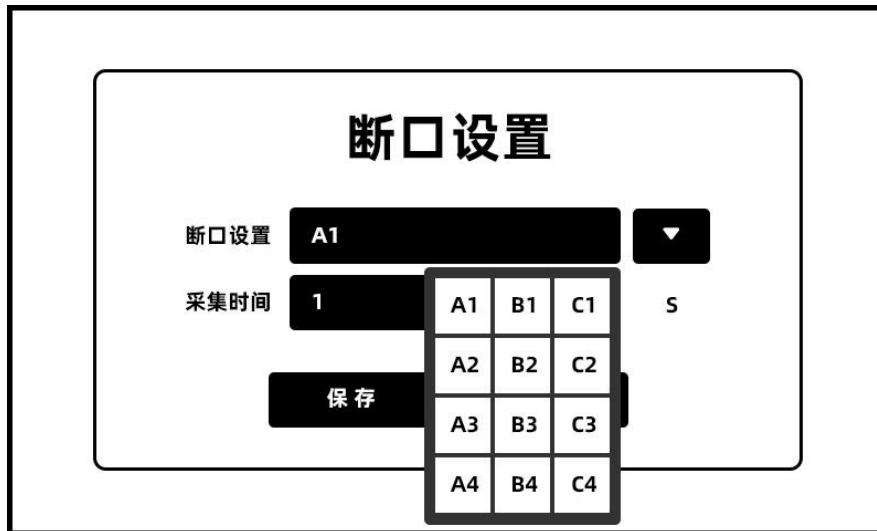 断口设置
断口设置 A1
采集时间 1 S
A1 B1 C1
A2 B2 C2
保存
A3 B3 C3
A4 B4 C4